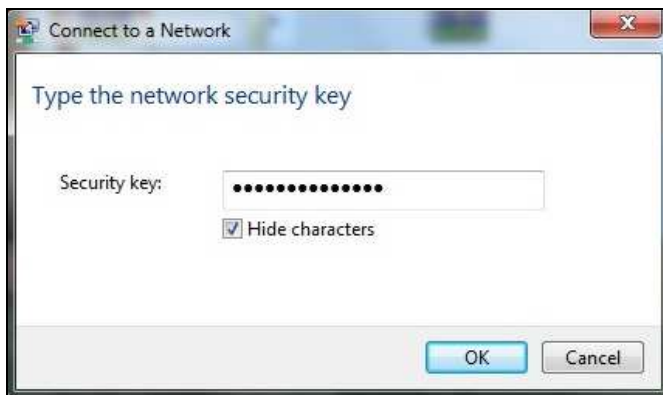 Connect to a Network
Type the network security key
Security key: ••••••••••••••
Hide characters
OK Cancel